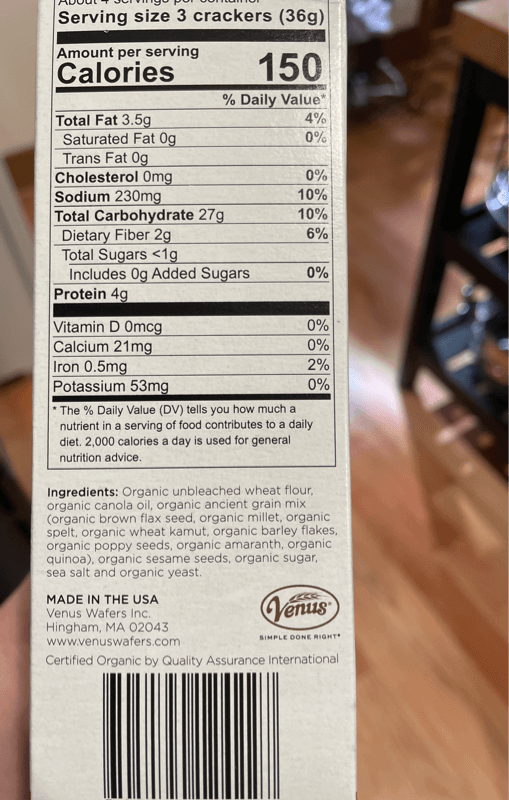 About 4 servings per container
Serving size 3 crackers (36g)
Amount per serving
Calories 150
% Daily Value*
Total Fat 3.5g 4%
Saturated Fat 0g 0%
Trans Fat 0g
Cholesterol 0mg 0%
Sodium 230mg 10%
Total Carbohydrate 27g 10%
Dietary Fiber 2g 6%
Total Sugars <1g
Includes 0g Added Sugars 0%
Protein 4g
Vitamin D 0mcg 0%
Calcium 21mg 0%
Iron 0.5mg 2%
Potassium 53mg 0%
* The % Daily Value (DV) tells you how much a
nutrient in a serving of food contributes to a daily
diet. 2,000 calories a day is used for general
nutrition advice.
Ingredients: Organic unbleached wheat flour,
organic canola oil, organic ancient grain mix
(organic brown flax seed, organic millet, organic
spelt, organic wheat kamut, organic barley flakes,
organic poppy seeds, organic amaranth, organic
quinoa), organic sesame seeds, organic sugar,
sea salt and organic yeast.
MADE IN THE USA
Venus Wafers Inc.
Hingham, MA 02043
www.venuswafers.com
Venus®
SIMPLE DONE RIGHT®
Certified Organic by Quality Assurance International